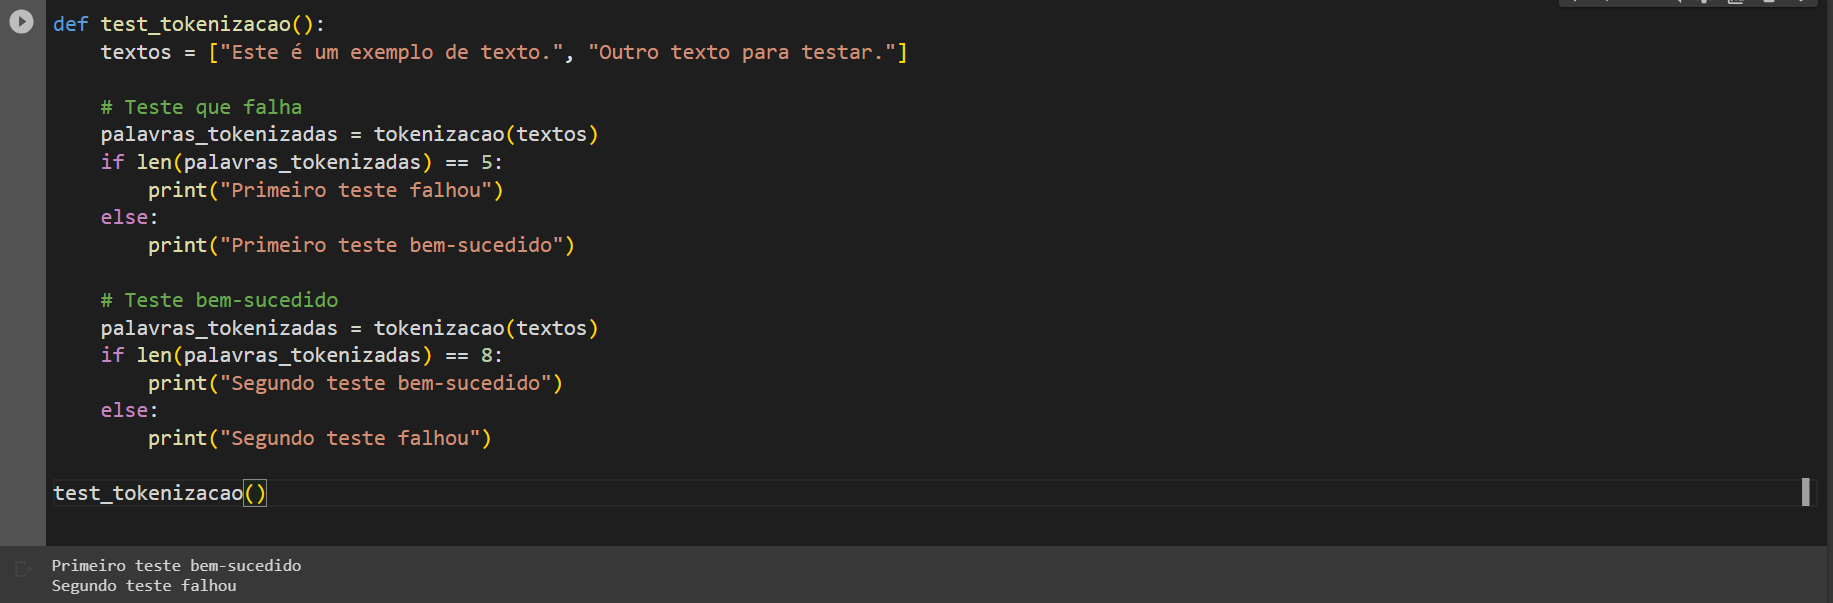 def test_tokenizacao():
    textos = ["Este é um exemplo de texto.", "Outro texto para testar."]
    # Teste que falha
    palavras_tokenizadas = tokenizacao(textos)
    if len(palavras_tokenizadas) == 5:
        print("Primeiro teste falhou")
    else:
        print("Primeiro teste bem-sucedido")
    # Teste bem-sucedido
    palavras_tokenizadas = tokenizacao(textos)
    if len(palavras_tokenizadas) == 8:
        print("Segundo teste bem-sucedido")
    else:
        print("Segundo teste falhou")
test_tokenizacao()
Primeiro teste bem-sucedido
Segundo teste falhou